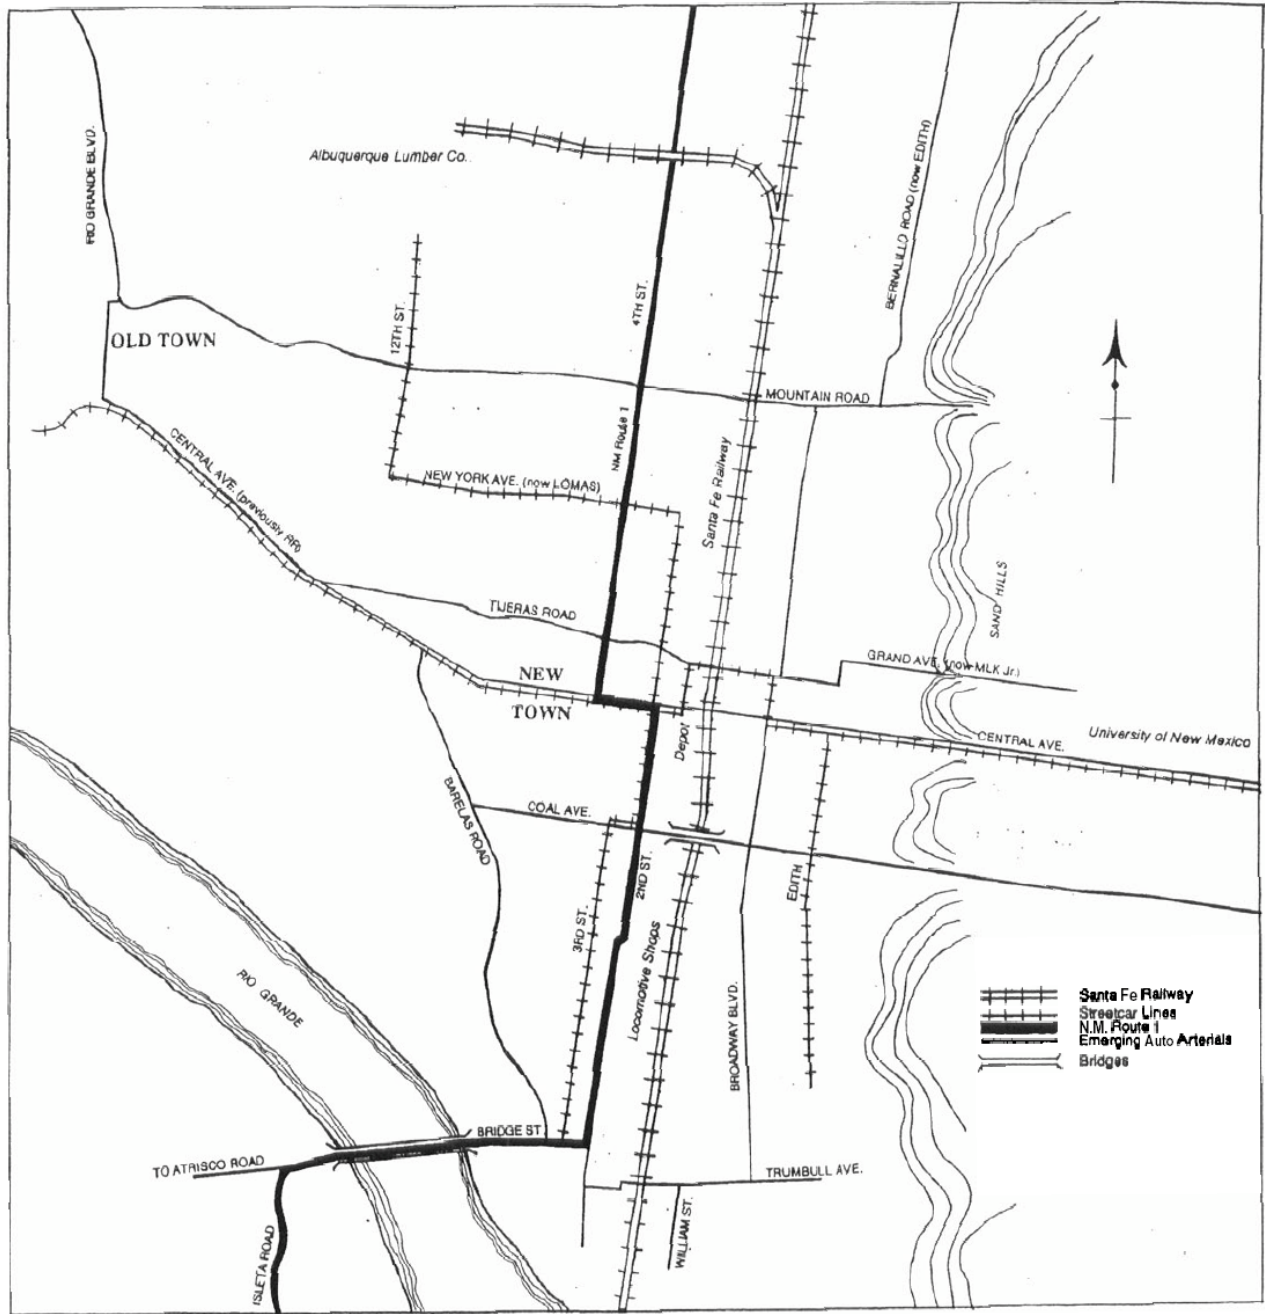 RIO GRANDE BLVD.
Albuquerque Lumber Co.
BERNALILLO ROAD (now EDITH)
4TH ST.
12TH ST.
OLD TOWN
MOUNTAIN ROAD
NM Route 1
CENTRAL AVE. (previously RR)
NEW YORK AVE. (now LOMAS)
Santa Fe Railway
SAND HILLS
TIJERAS ROAD
GRAND AVE. (now MLK Jr.)
NEW
TOWN
Depot
CENTRAL AVE.
University of New Mexico
BARELAS ROAD
COAL AVE.
2ND ST.
EDITH
3RD ST.
Locomotive Shops
RIO GRANDE
BROADWAY BLVD.
Santa Fe Railway
Streetcar Lines
N.M. Route 1
Emerging Auto Arterials
Bridges
BRIDGE ST.
TO ATRISCO ROAD
TRUMBULL AVE.
WILLIAM ST.
ISLETA ROAD